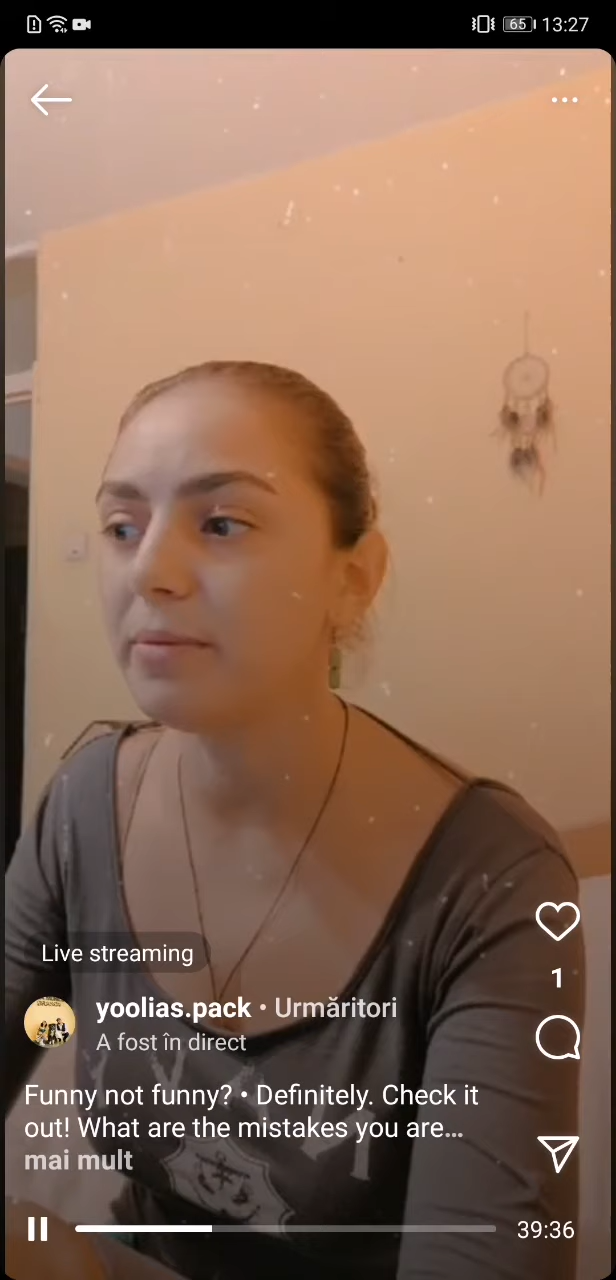 65 13:27
Live streaming
yoolias.pack • Urmăritori
A fost în direct
1
Funny not funny? • Definitely. Check it
out! What are the mistakes you are...
mai mult
39:36